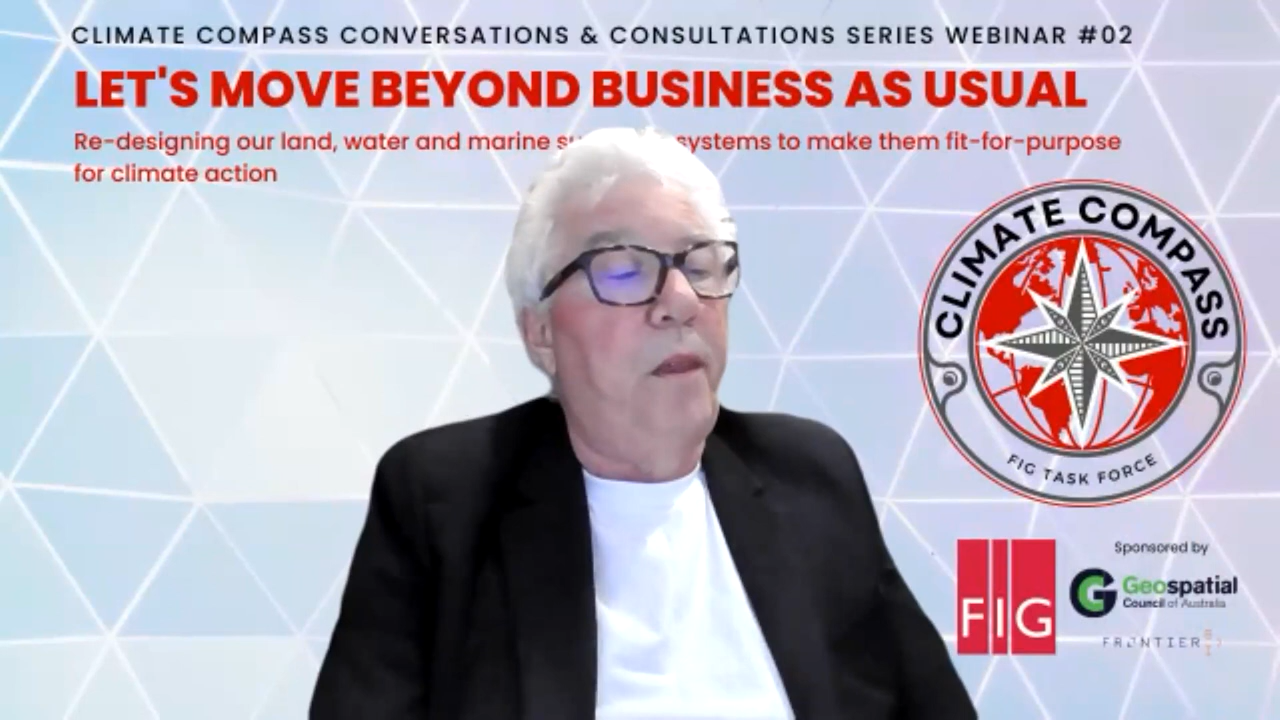 CLIMATE COMPASS CONVERSATIONS & CONSULTATIONS SERIES WEBINAR #02
LET'S MOVE BEYOND BUSINESS AS USUAL
Re-designing our land, water and marine systems to make them fit-for-purpose
for climate action
CLIMATE COMPASS
FIG TASK FORCE
FIG
Sponsored by
Geospatial
Council of Australia
FRONTIER